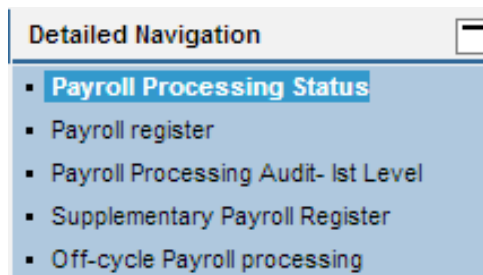 Detailed Navigation
Payroll Processing Status
Payroll register
Payroll Processing Audit- Ist Level
Supplementary Payroll Register
Off-cycle Payroll processing